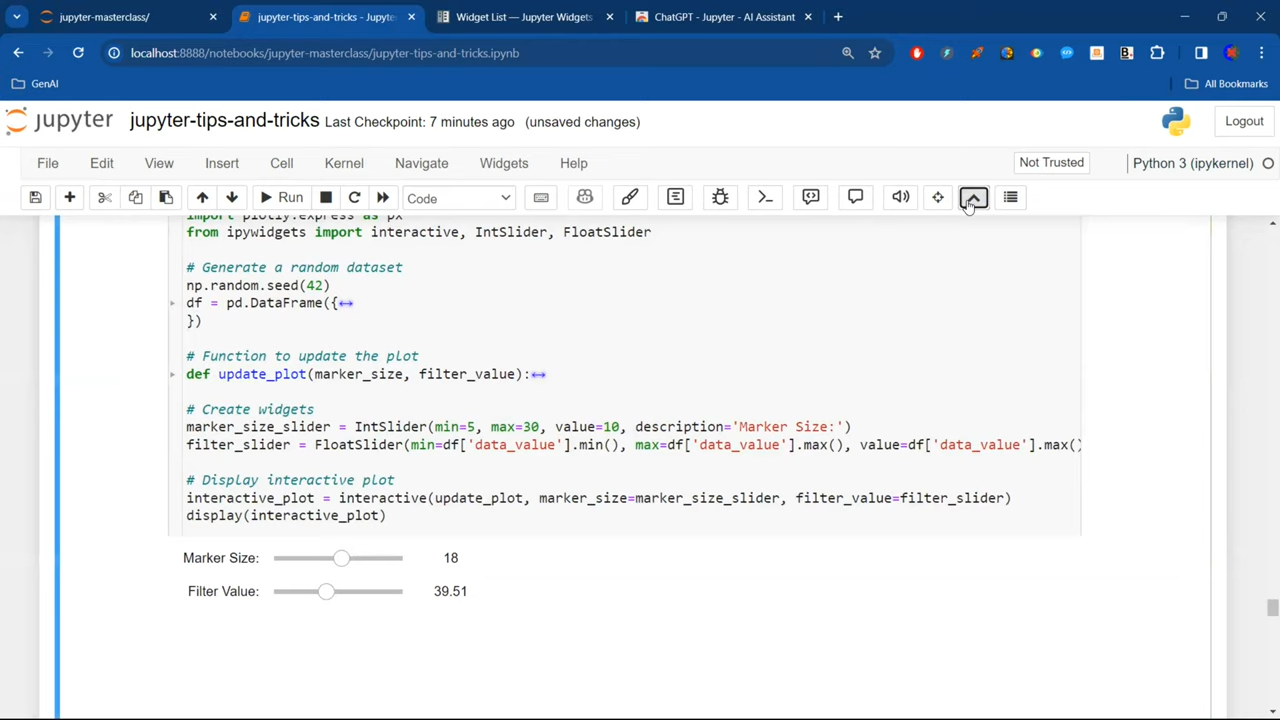 jupyter-masterclass/
jupyter-tips-and-tricks - Jupyte
Widget List — Jupyter Widgets
ChatGPT - Jupyter - AI Assistant
localhost:8888/notebooks/jupyter-masterclass/jupyter-tips-and-tricks.ipynb
GenAI
All Bookmarks
jupyter jupyter-tips-and-tricks Last Checkpoint: 7 minutes ago (unsaved changes)
Logout
File Edit View Insert Cell Kernel Navigate Widgets Help
Not Trusted
Python 3 (ipykernel)
Run
Code
import plotly.express as px
from ipywidgets import interactive, IntSlider, FloatSlider
# Generate a random dataset
np.random.seed(42)
df = pd.DataFrame({
})
# Function to update the plot
def update_plot(marker_size, filter_value):
# Create widgets
marker_size_slider = IntSlider(min=5, max=30, value=10, description='Marker Size:')
filter_slider = FloatSlider(min=df['data_value'].min(), max=df['data_value'].max(), value=df['data_value'].max()
# Display interactive plot
interactive_plot = interactive(update_plot, marker_size=marker_size_slider, filter_value=filter_slider)
display(interactive_plot)
Marker Size: 18
Filter Value: 39.51